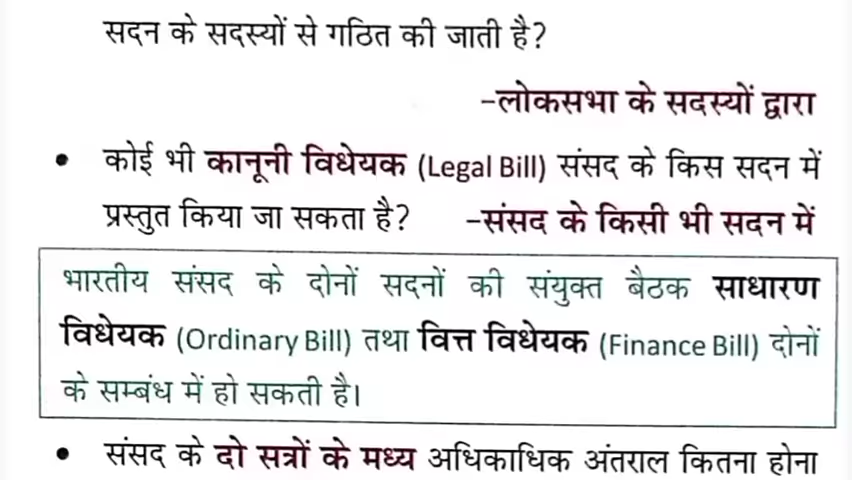 सदन के सदस्यों से गठित की जाती है?
–लोकसभा के सदस्यों द्वारा
• कोई भी कानूनी विधेयक (Legal Bill) संसद के किस सदन में
प्रस्तुत किया जा सकता है? –संसद के किसी भी सदन में
भारतीय संसद के दोनों सदनों की संयुक्त बैठक साधारण
विधेयक (Ordinary Bill) तथा वित्त विधेयक (Finance Bill) दोनों
के सम्बंध में हो सकती है।
• संसद के दो सत्रों के मध्य अधिकाधिक अंतराल कितना होना